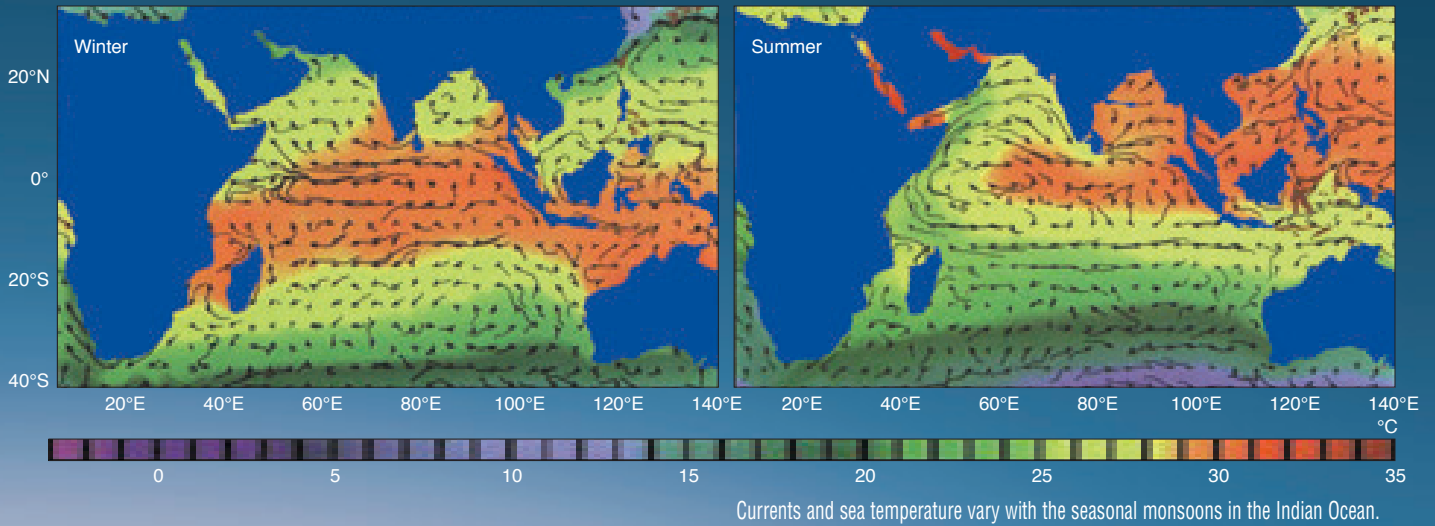 Winter
Summer
20°N
0°
20°S
40°S
20°E 40°E 60°E 80°E 100°E 120°E 140°E 20°E 40°E 60°E 80°E 100°E 120°E 140°E
°C
0 5 10 15 20 25 30 35
Currents and sea temperature vary with the seasonal monsoons in the Indian Ocean.